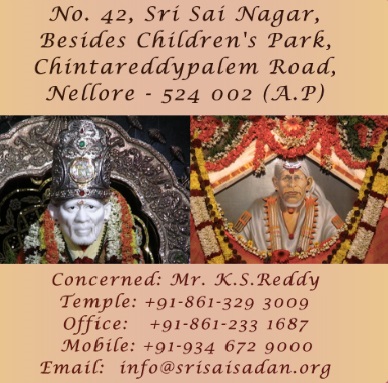 No. 42, Sri Sai Nagar,
Besides Children's Park,
Chintareddypalem Road,
Nellore - 524 002 (A.P)
Concerned: Mr. K.S.Reddy
Temple: +91-861-329 3009
Office: +91-861-233 1687
Mobile: +91-934 672 9000
Email: info@srisaisadan.org